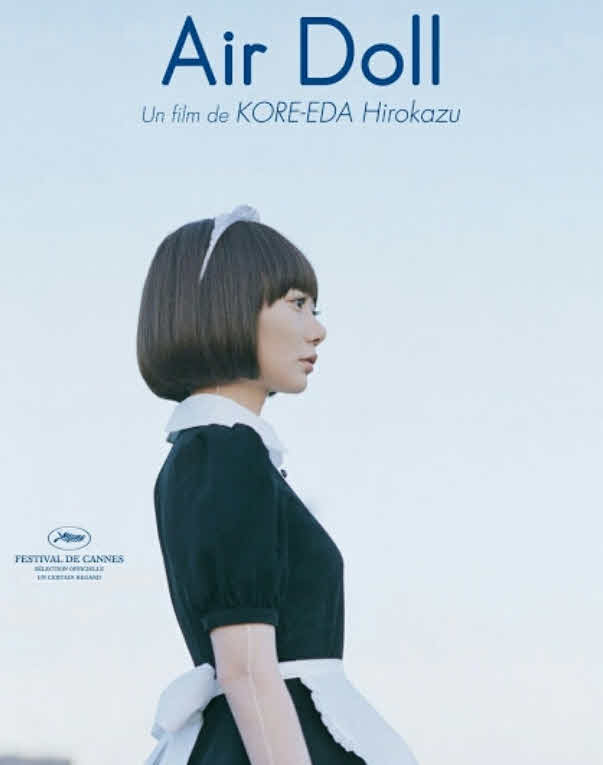 Air Doll
Un film de KORE-EDA Hirokazu
FESTIVAL DE CANNES
SÉLECTION OFFICIELLE
UN CERTAIN REGARD